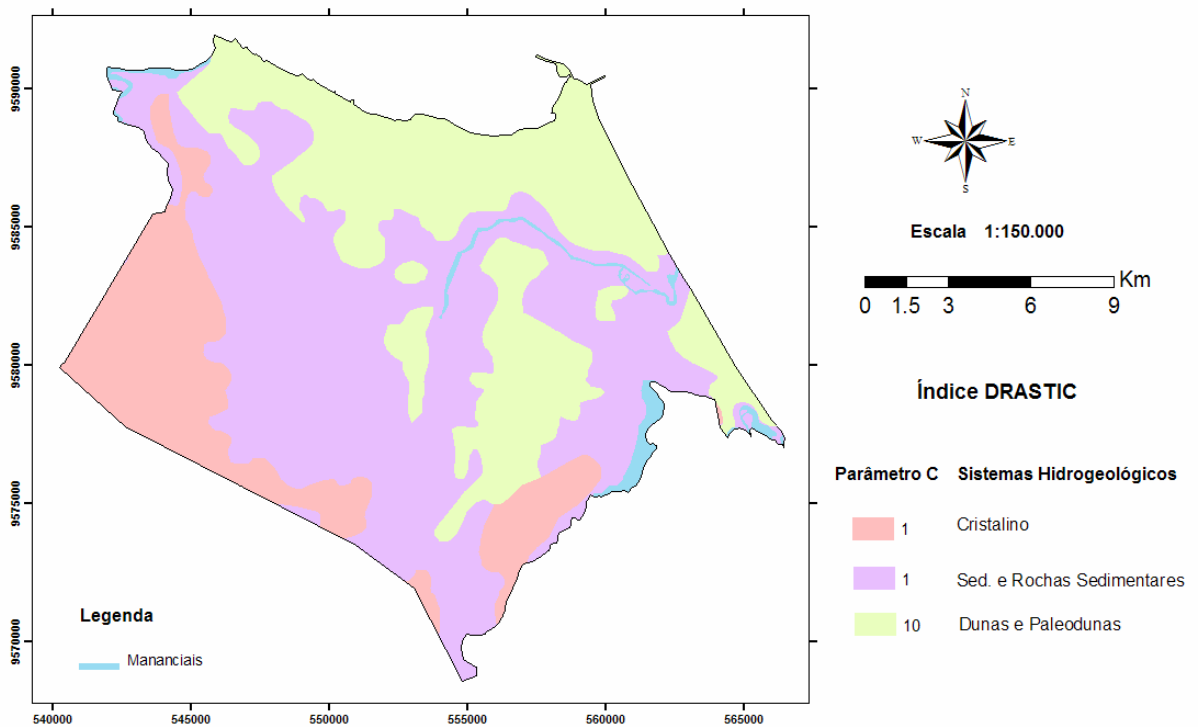 9590000
9585000
9580000
9575000
9570000
540000 545000 550000 555000 560000 565000
Legenda
Mananciais
N
W E
S
Escala 1:150.000
Km
0 1.5 3 6 9
Índice DRASTIC
Parâmetro C Sistemas Hidrogeológicos
1 Cristalino
1 Sed. e Rochas Sedimentares
10 Dunas e Paleodunas